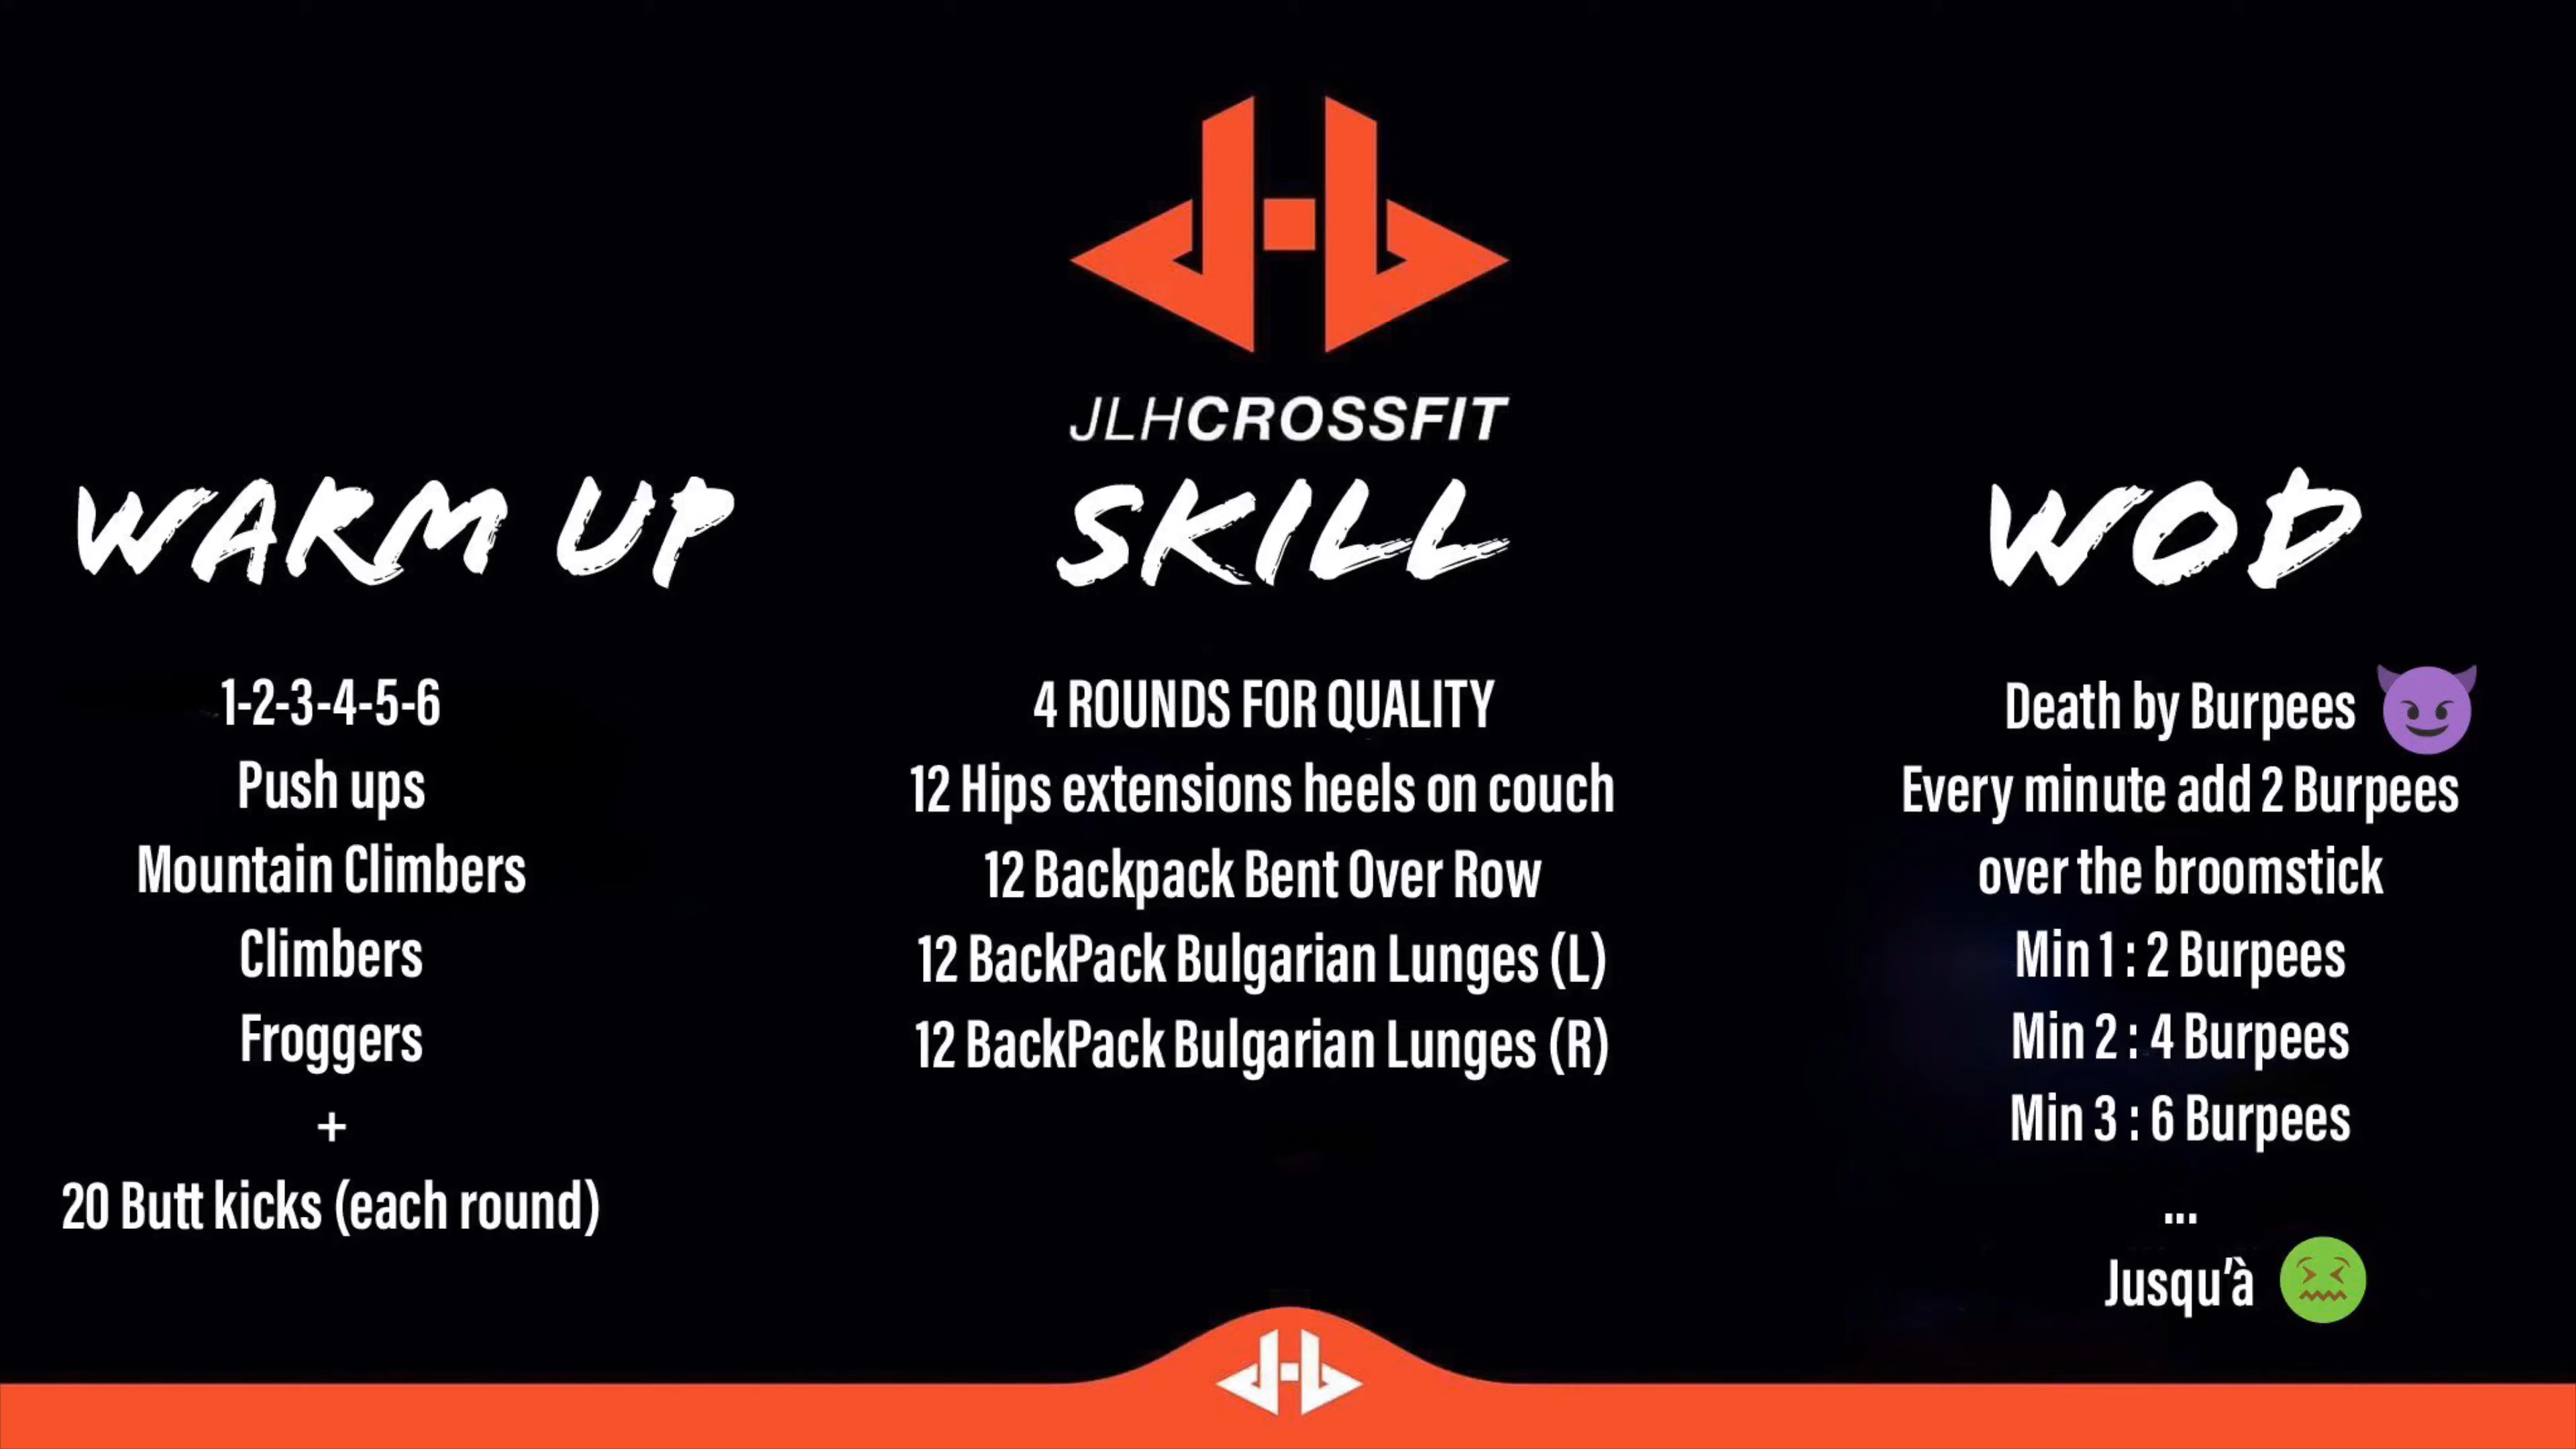 JLHCROSSFIT
WARM UP
1-2-3-4-5-6
Push ups
Mountain Climbers
Climbers
Froggers
+
20 Butt kicks (each round)
SKILL
4 ROUNDS FOR QUALITY
12 Hips extensions heels on couch
12 Backpack Bent Over Row
12 BackPack Bulgarian Lunges (L)
12 BackPack Bulgarian Lunges (R)
WOD
Death by Burpees 😈
Every minute add 2 Burpees
over the broomstick
Min 1 : 2 Burpees
Min 2 : 4 Burpees
Min 3 : 6 Burpees
...
Jusqu'à